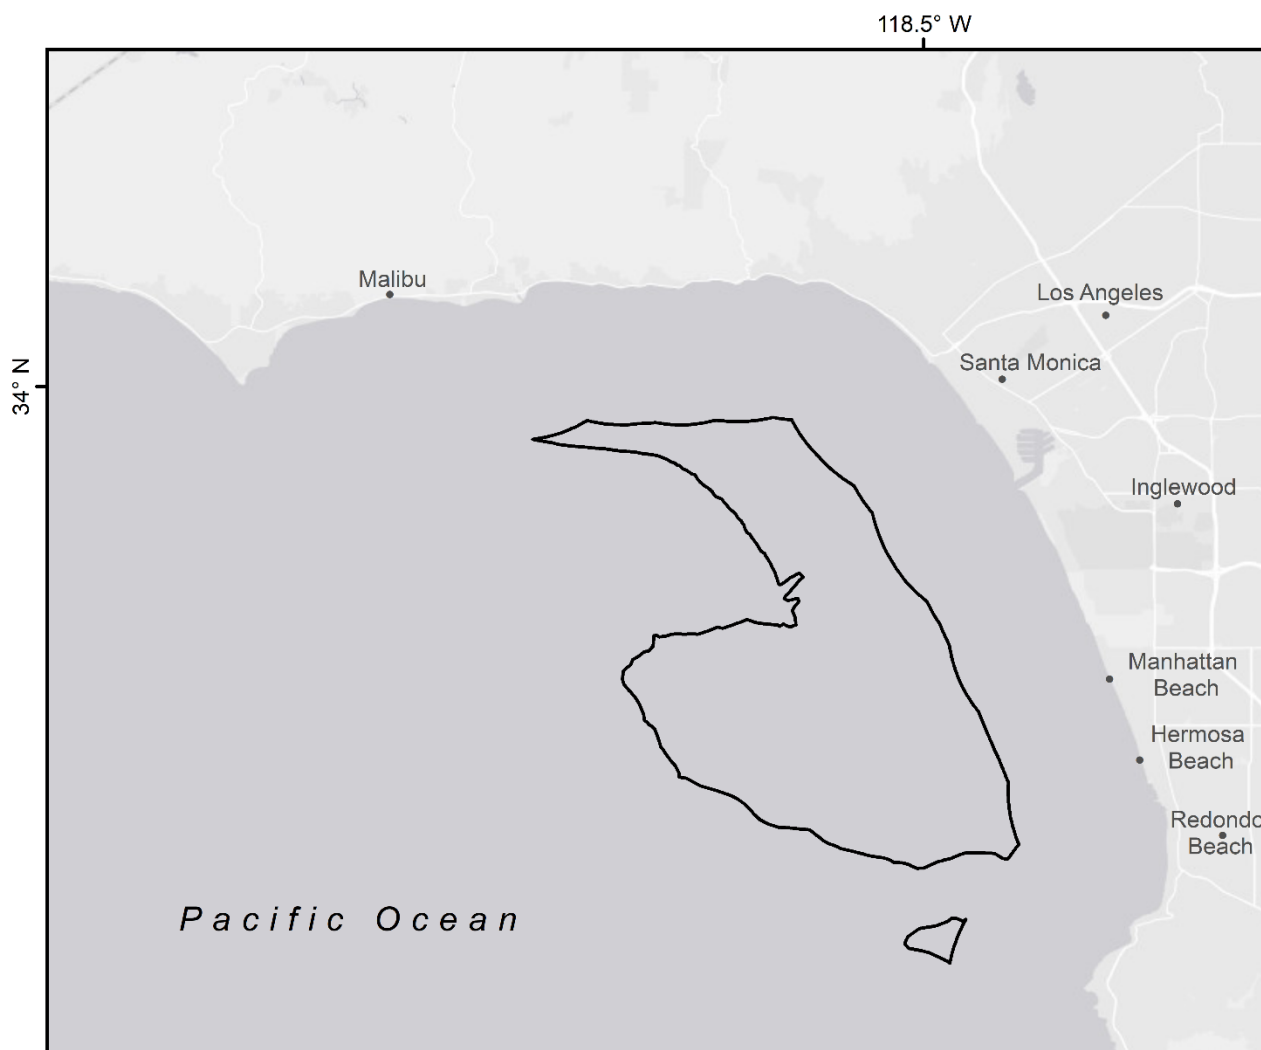 118.5° W
Malibu
Los Angeles
34° N
Santa Monica
Inglewood
Manhattan
Beach
Hermosa
Beach
Redondo
Beach
Pacific Ocean